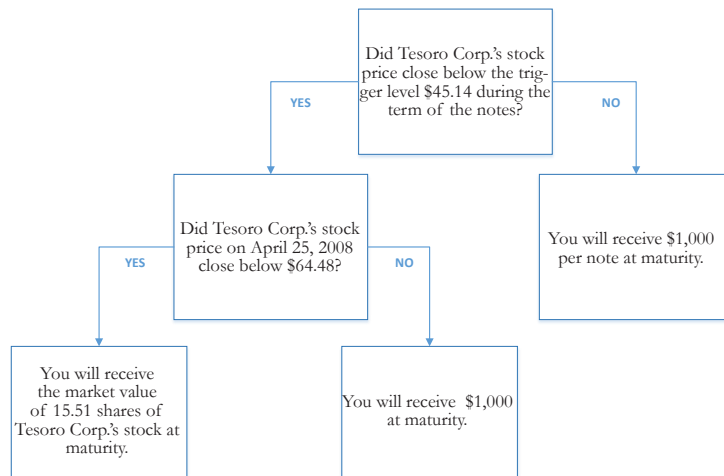 Did Tesoro Corp.'s stock
price close below the trig-
ger level $45.14 during the
term of the notes?
YES
NO
Did Tesoro Corp.'s stock
price on April 25, 2008
close below $64.48?
You will receive $1,000
per note at maturity.
YES
NO
You will receive
the market value
of 15.51 shares of
Tesoro Corp.'s stock at
maturity.
You will receive  $1,000
at maturity.